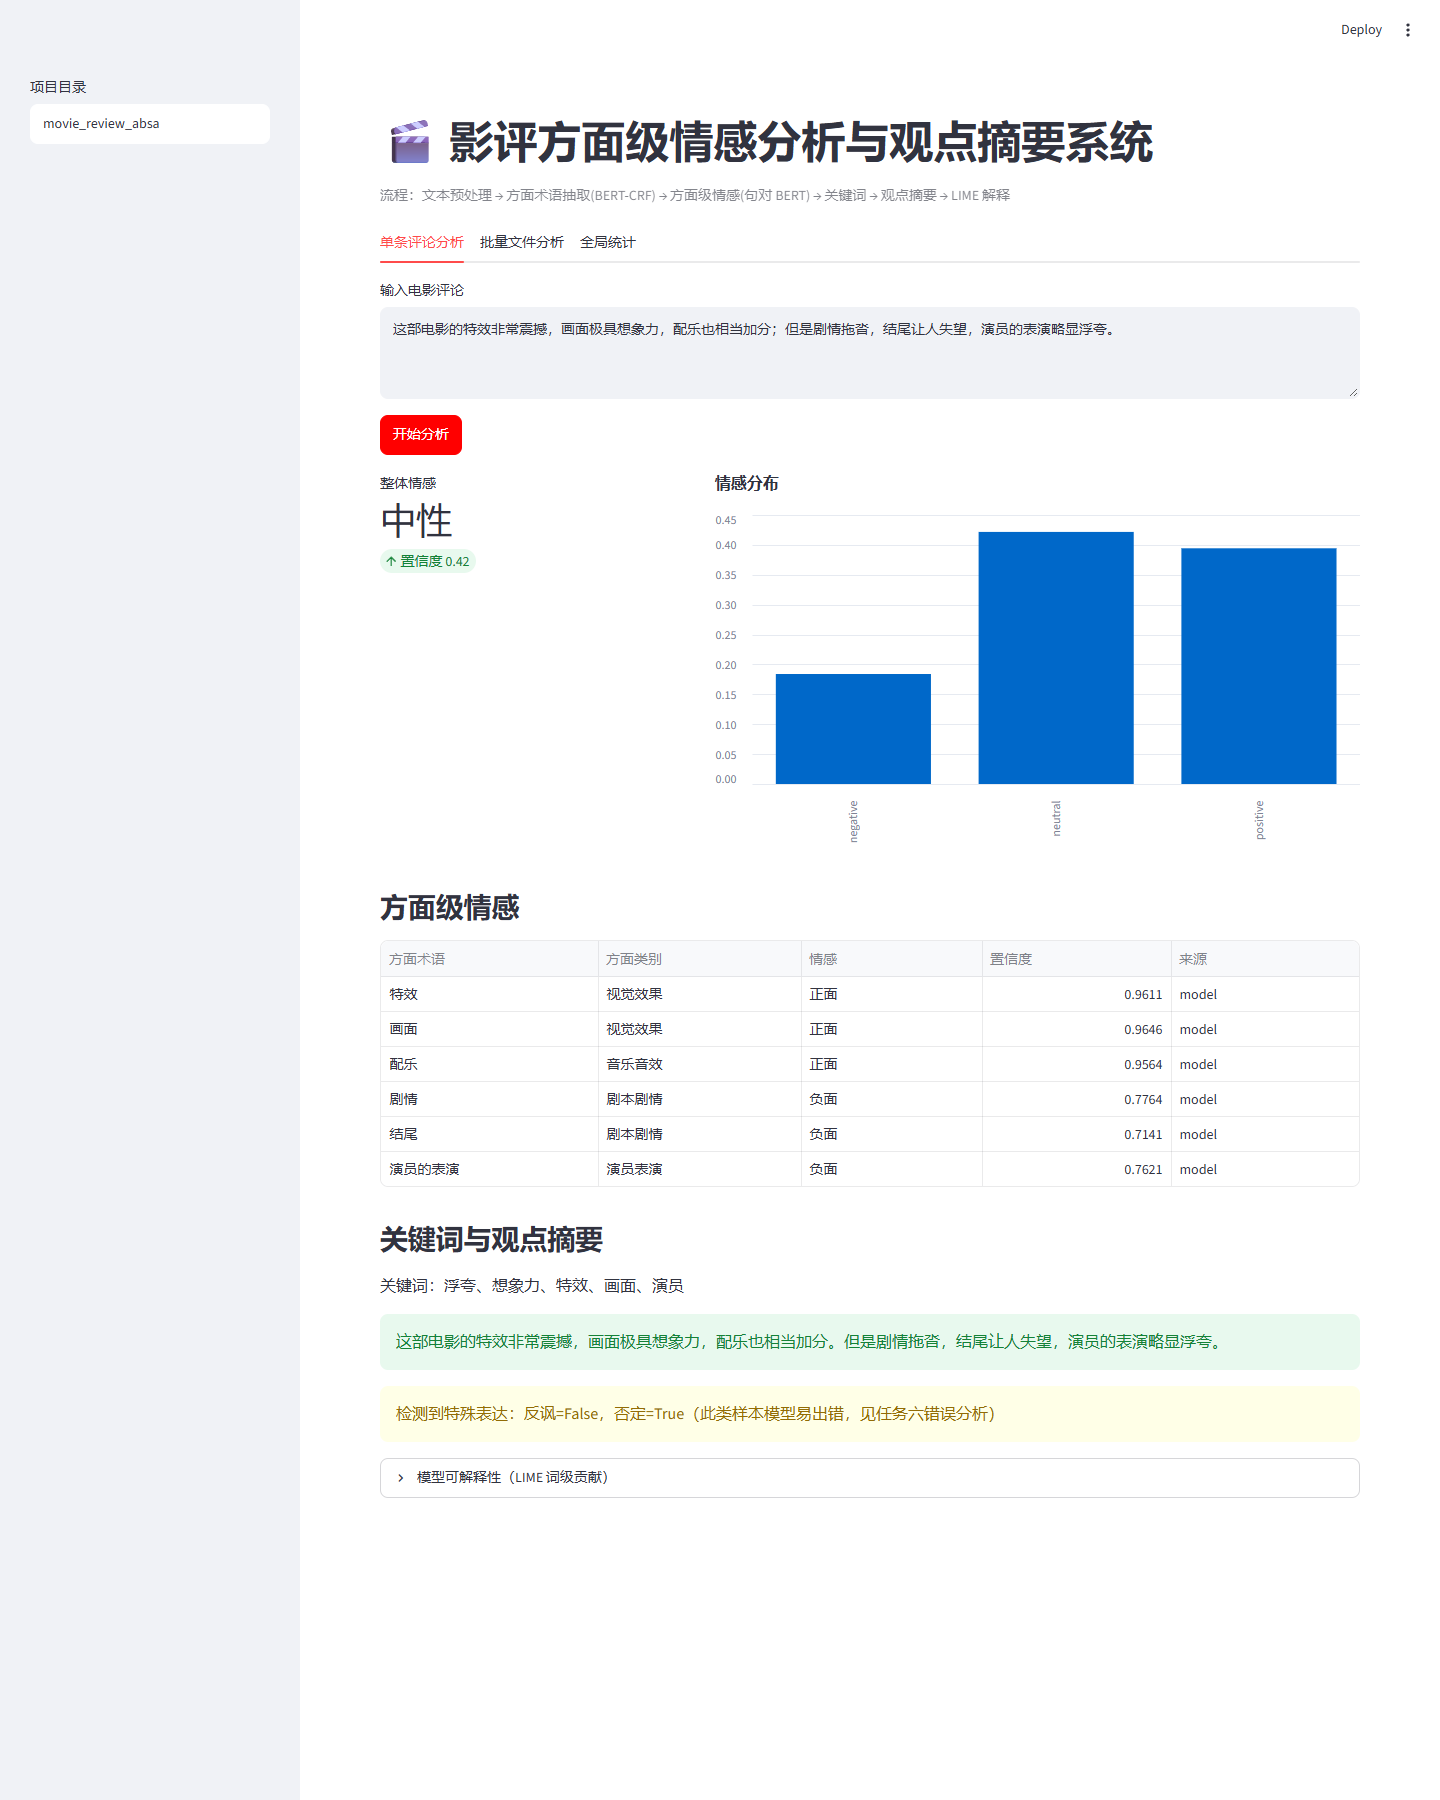 Deploy
项目目录
movie_review_absa
影评方面级情感分析与观点摘要系统
流程：文本预处理 → 方面术语抽取(BERT-CRF) → 方面级情感(句对 BERT) → 关键词 → 观点摘要 → LIME 解释
单条评论分析 批量文件分析 全局统计
输入电影评论
这部电影的特效非常震撼，画面极具想象力，配乐也相当加分；但是剧情拖沓，结尾让人失望，演员的表演略显浮夸。
开始分析
整体情感
中性
↑ 置信度 0.42
情感分布
0.45
0.40
0.35
0.30
0.25
0.20
0.15
0.10
0.05
0.00
negative
neutral
positive
方面级情感
方面术语 方面类别 情感 置信度 来源
特效 视觉效果 正面 0.9611 model
画面 视觉效果 正面 0.9646 model
配乐 音乐音效 正面 0.9564 model
剧情 剧本剧情 负面 0.7764 model
结尾 剧本剧情 负面 0.7141 model
演员的表演 演员表演 负面 0.7621 model
关键词与观点摘要
关键词：浮夸、想象力、特效、画面、演员
这部电影的特效非常震撼，画面极具想象力，配乐也相当加分。但是剧情拖沓，结尾让人失望，演员的表演略显浮夸。
检测到特殊表达：反讽=False，否定=True（此类样本模型易出错，见任务六错误分析）
模型可解释性（LIME 词级贡献）